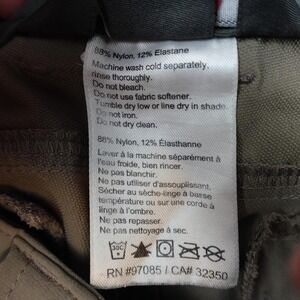 88% Nylon, 12% Elastane
Machine wash cold separately,
rinse thoroughly.
Do not bleach.
Do not use fabric softener.
Tumble dry low or line dry in shade.
Do not iron.
Do not dry clean.
88% Nylon, 12% Élasthanne
Laver à la machine séparément à
l'eau froide, bien rincer.
Ne pas blanchir.
Ne pas utiliser d'assouplissant.
Sécher au sèche-linge à basse
température ou sur une corde à
linge à l'ombre.
Ne pas repasser.
Ne pas nettoyage à sec.
30C
RN #97085 / CA# 32350